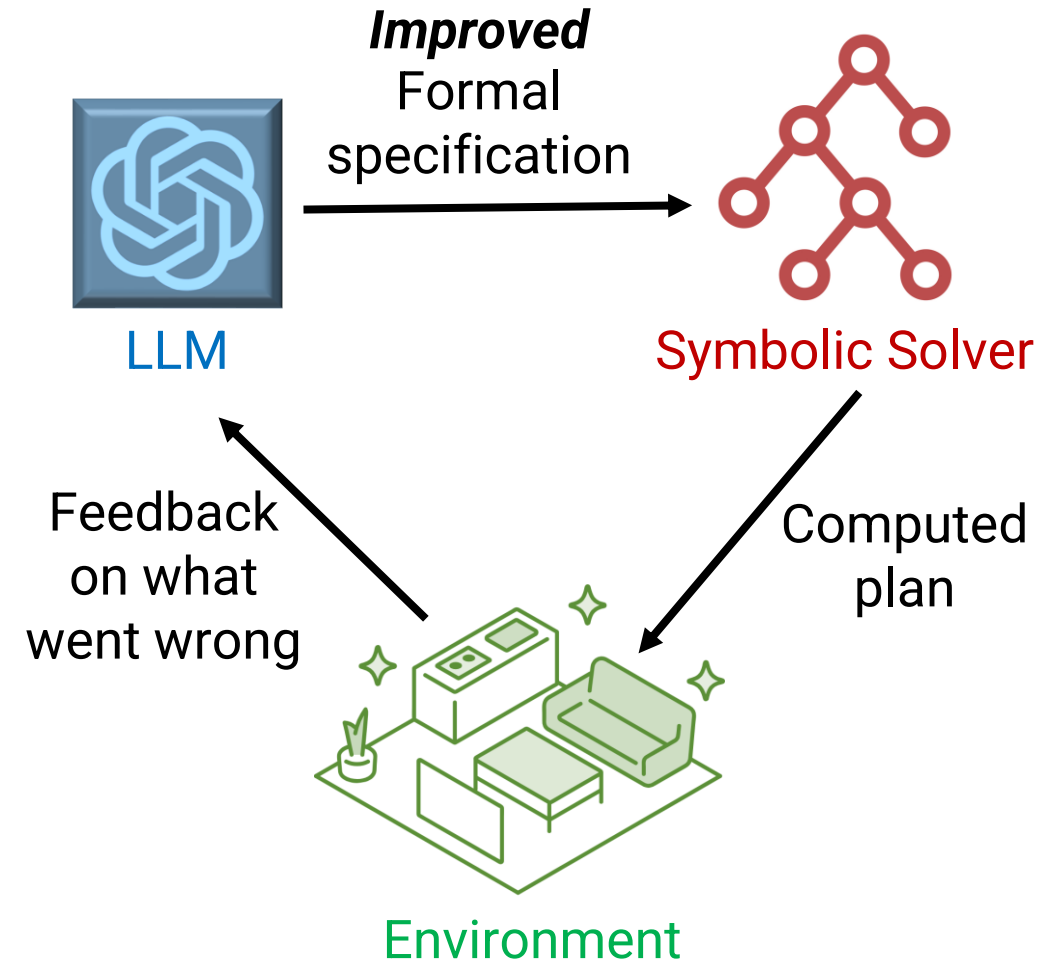 Improved
Formal
specification
LLM
Symbolic Solver
Feedback
on what
went wrong
Computed
plan
Environment